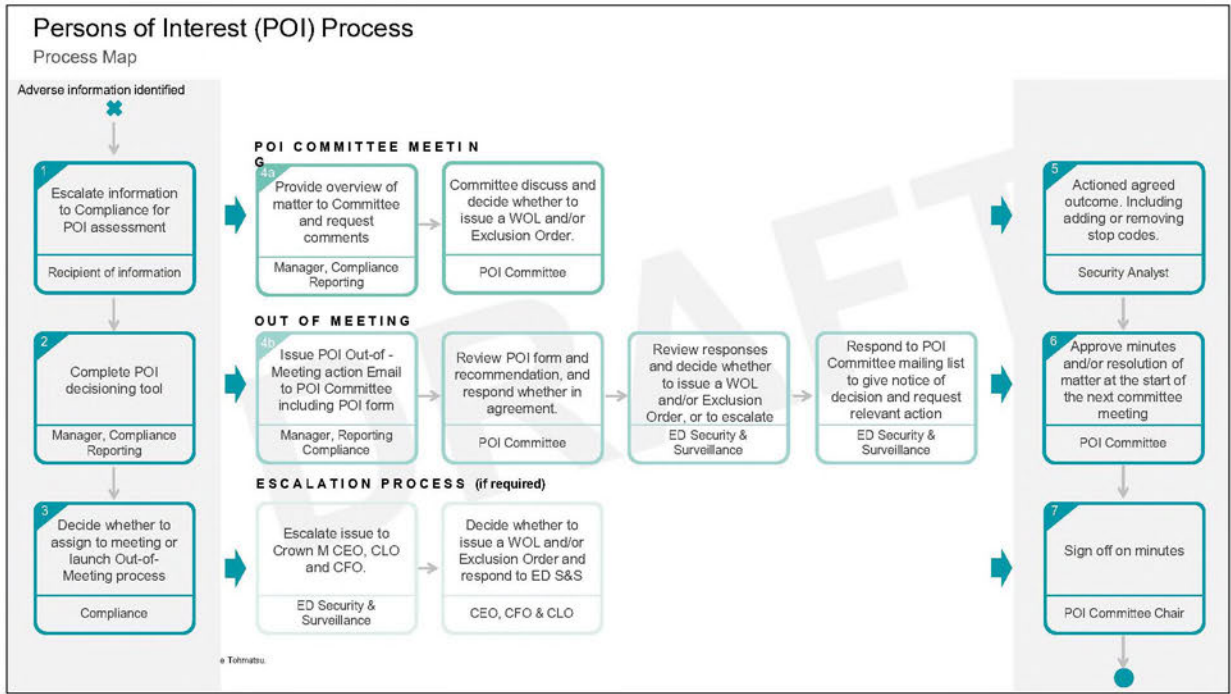 Persons of Interest (POI) Process
Process Map
Adverse information identified
1
Escalate information
to Compliance for
POI assessment
Recipient of information
2
Complete POI
decisioning tool
Manager, Compliance
Reporting
3
Decide whether to
assign to meeting or
launch Out-of-
Meeting process
Compliance
POI COMMITTEE MEETIN
G
4a
Provide overview of
matter to Committee
and request
comments
Manager, Compliance
Reporting
Committee discuss and
decide whether to
issue a WOL and/or
Exclusion Order.
POI Committee
OUT OF MEETING
4b
Issue POI Out-of -
Meeting action Email
to POI Committee
including POI form
Manager, Reporting
Compliance
Review POI form and
recommendation, and
respond whether in
agreement.
POI Committee
Review responses
and decide whether
to issue a WOL
and/or Exclusion
Order, or to escalate
ED Security &
Surveillance
Respond to POI
Committee mailing list
to give notice of
decision and request
relevant action
ED Security &
Surveillance
ESCALATION PROCESS (if required)
Escalate issue to
Crown M CEO, CLO
and CFO.
ED Security &
Surveillance
Decide whether to
issue a WOL and/or
Exclusion Order and
respond to ED S&S
CEO, CFO & CLO
5
Actioned agreed
outcome. Including
adding or removing
stop codes.
Security Analyst
6
Approve minutes
and/or resolution of
matter at the start of
the next committee
meeting
POI Committee
7
Sign off on minutes
POI Committee Chair
e Tohmatsu.
DRAFT